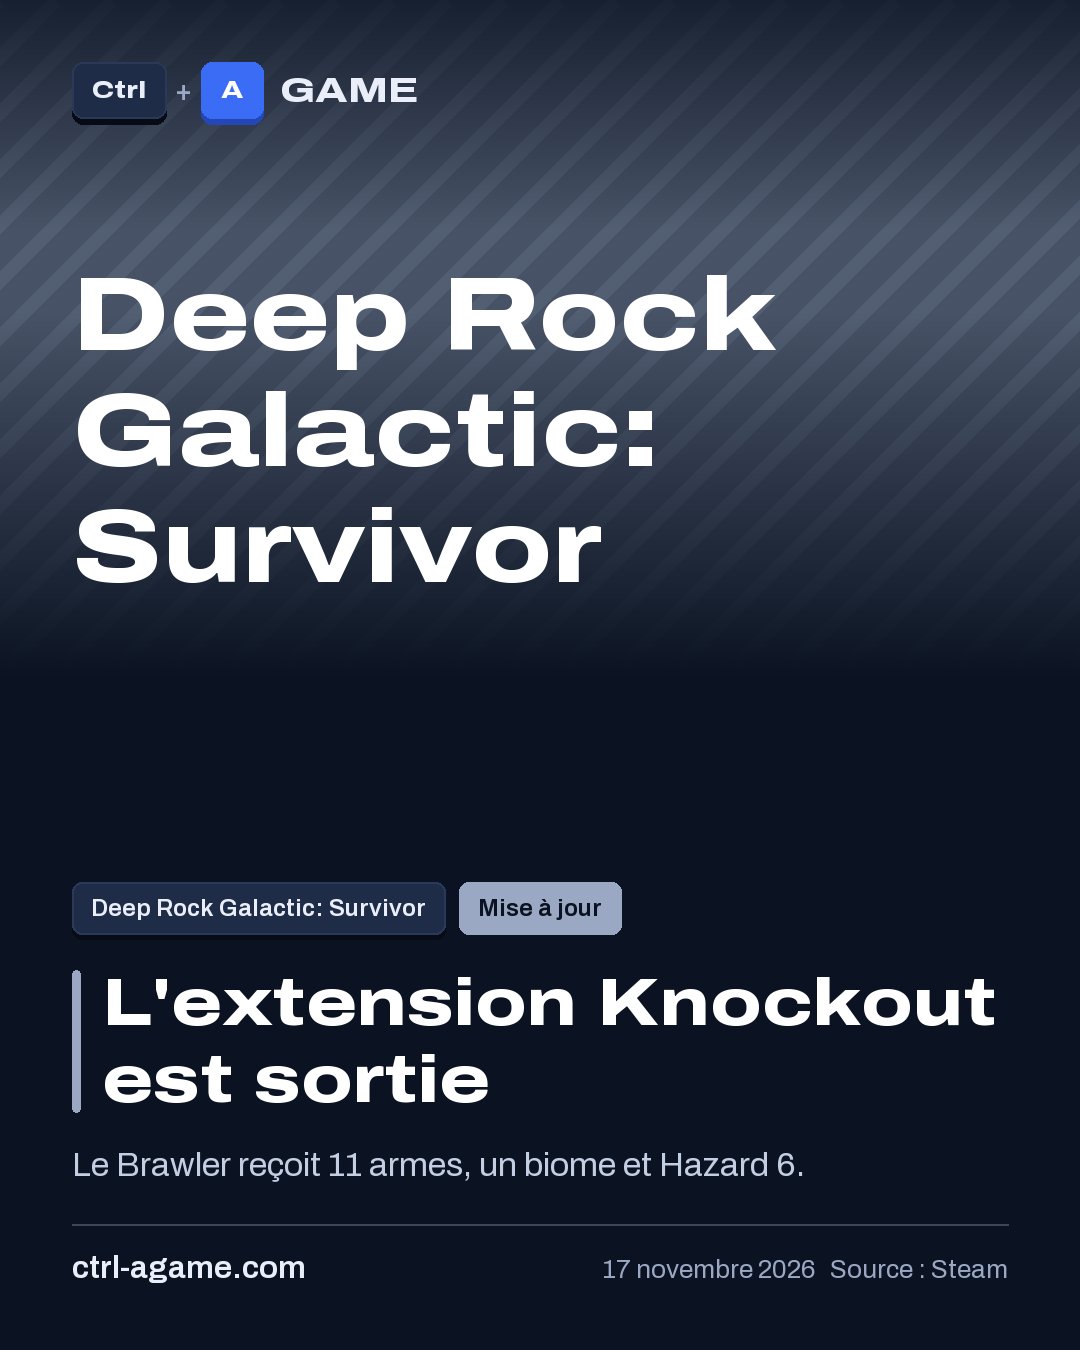 Ctrl + A GAME
Deep Rock
Galactic:
Survivor
Deep Rock Galactic: Survivor Mise à jour
L'extension Knockout
est sortie
Le Brawler reçoit 11 armes, un biome et Hazard 6.
ctrl-agame.com 17 novembre 2026 Source : Steam